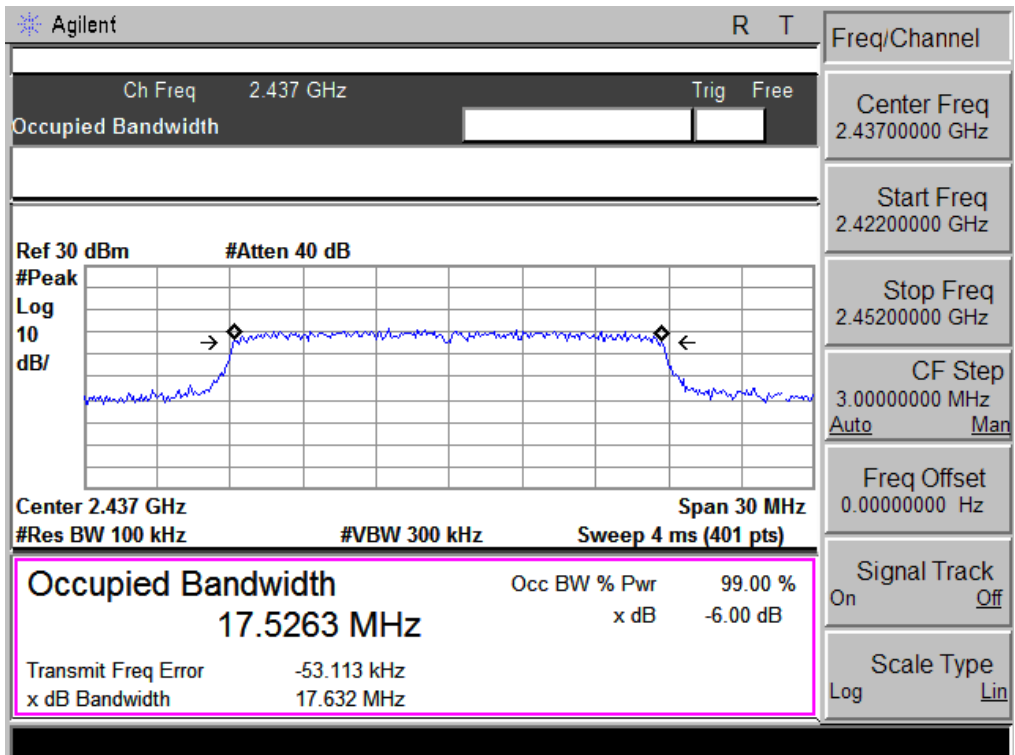 Agilent R T
Ch Freq 2.437 GHz Trig Free
Occupied Bandwidth
Ref 30 dBm #Atten 40 dB
#Peak
Log
10
dB/
Center 2.437 GHz Span 30 MHz
#Res BW 100 kHz #VBW 300 kHz Sweep 4 ms (401 pts)
Occupied Bandwidth Occ BW % Pwr 99.00 %
17.5263 MHz x dB -6.00 dB
Transmit Freq Error -53.113 kHz
x dB Bandwidth 17.632 MHz
Freq/Channel
Center Freq
2.43700000 GHz
Start Freq
2.42200000 GHz
Stop Freq
2.45200000 GHz
CF Step
3.00000000 MHz
Auto Man
Freq Offset
0.00000000 Hz
Signal Track
On Off
Scale Type
Log Lin